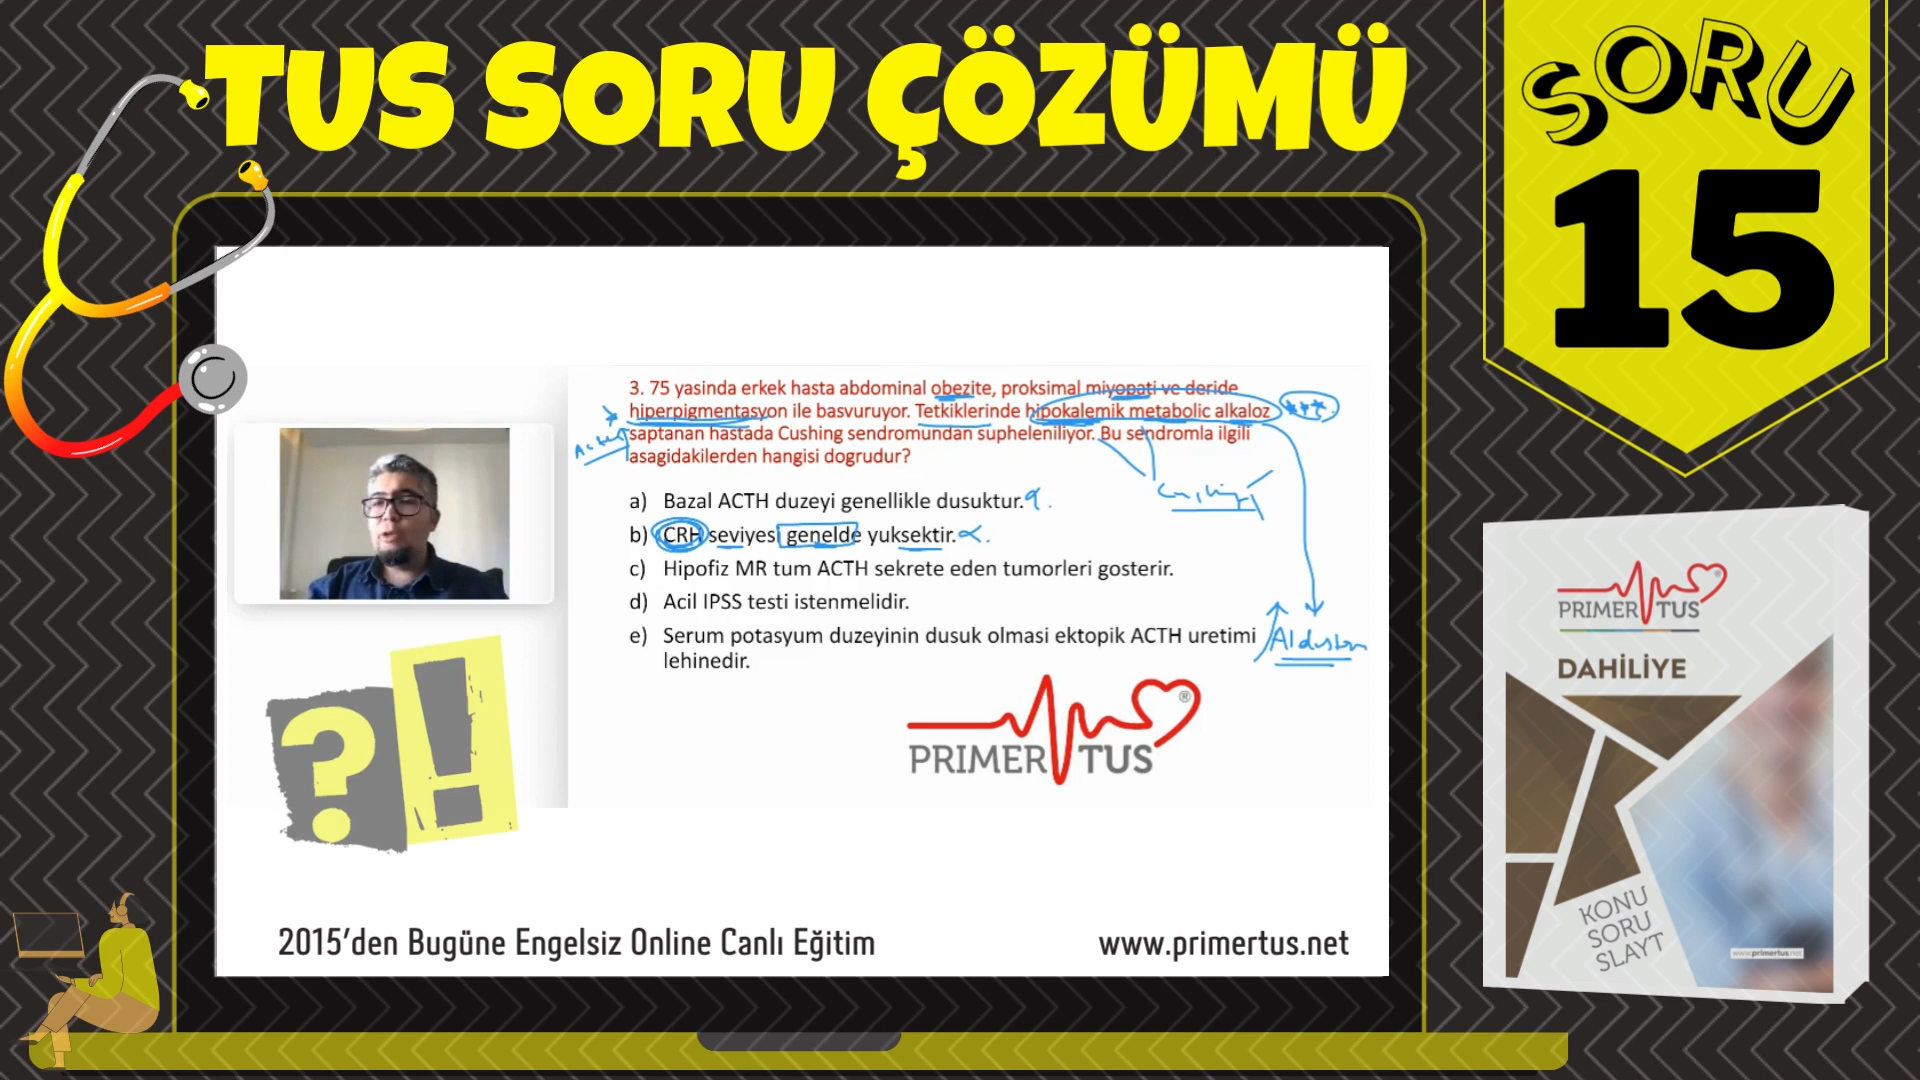 TUS SORU ÇÖZÜMÜ
SORU
15
3. 75 yasinda erkek hasta abdominal obezite, proksimal miyopati ve deride
hiperpigmentasyon ile basvuruyor. Tetkiklerinde hipokalemik metabolic alkaloz
saptanan hastada Cushing sendromundan supheleniliyor. Bu sendromla ilgili
asagidakilerden hangisi dogrudur?
a) Bazal ACTH duzeyi genellikle dusuktur.
b) CRH seviyesi genelde yuksektir.
c) Hipofiz MR tum ACTH sekrete eden tumorleri gosterir.
d) Acil IPSS testi istenmelidir.
e) Serum potasyum duzeyinin dusuk olmasi ektopik ACTH uretimi
lehinedir.
PRIMER TUS ®
2015'den Bugüne Engelsiz Online Canlı Eğitim
www.primertus.net
PRIMER TUS
DAHİLİYE
KONU
SORU
SLAYT
www.primertus.net